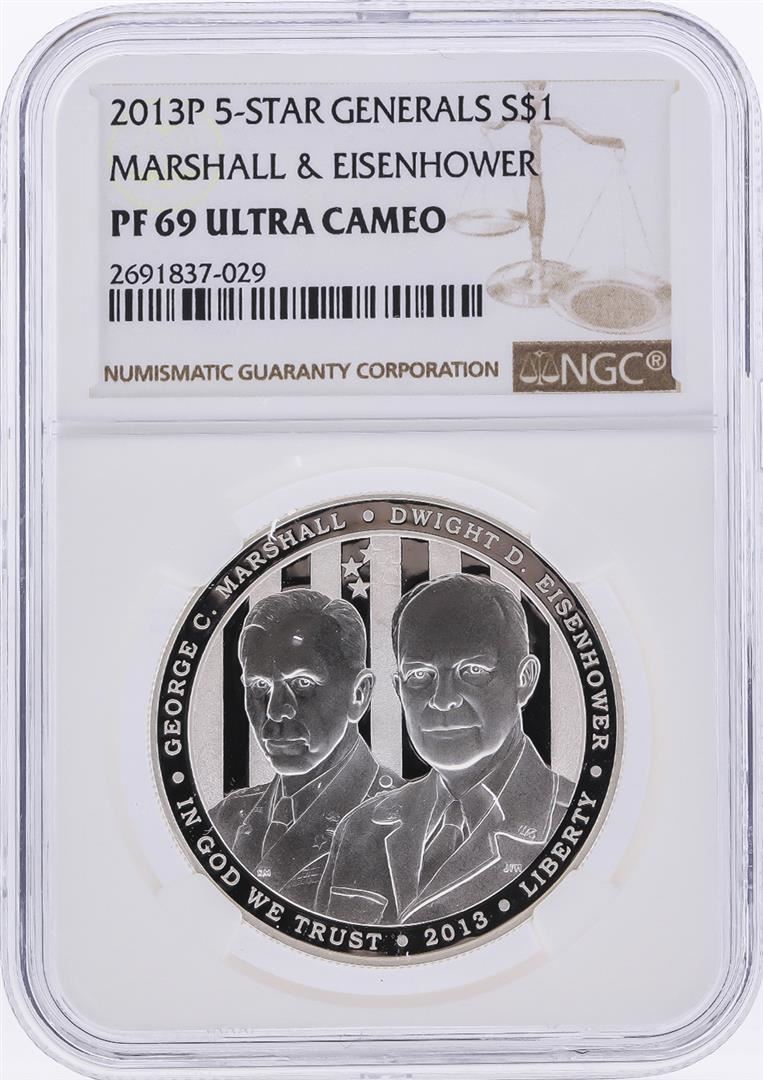 2013P 5-STAR GENERALS S$1
MARSHALL & EISENHOWER
PF 69 ULTRA CAMEO
2691837-029
NUMISMATIC GUARANTY CORPORATION
NGC®
GEORGE C. MARSHALL • DWIGHT D. EISENHOWER
• IN GOD WE TRUST • 2013 • LIBERTY •